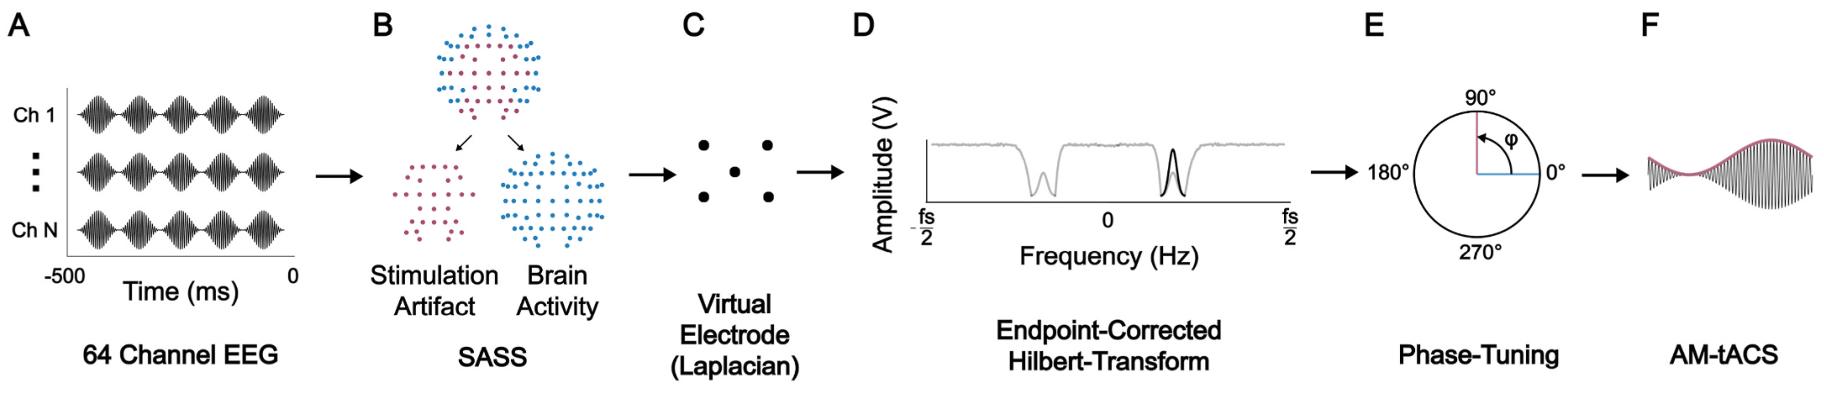 A
B
C
D
E
F
Ch 1
Ch N
-500
0
Time (ms)
64 Channel EEG
Stimulation
Artifact
Brain
Activity
SASS
Virtual
Electrode
(Laplacian)
Amplitude (V)
- fs
2
0
fs
2
Frequency (Hz)
Endpoint-Corrected
Hilbert-Transform
90°
φ
180°
0°
270°
Phase-Tuning
AM-tACS